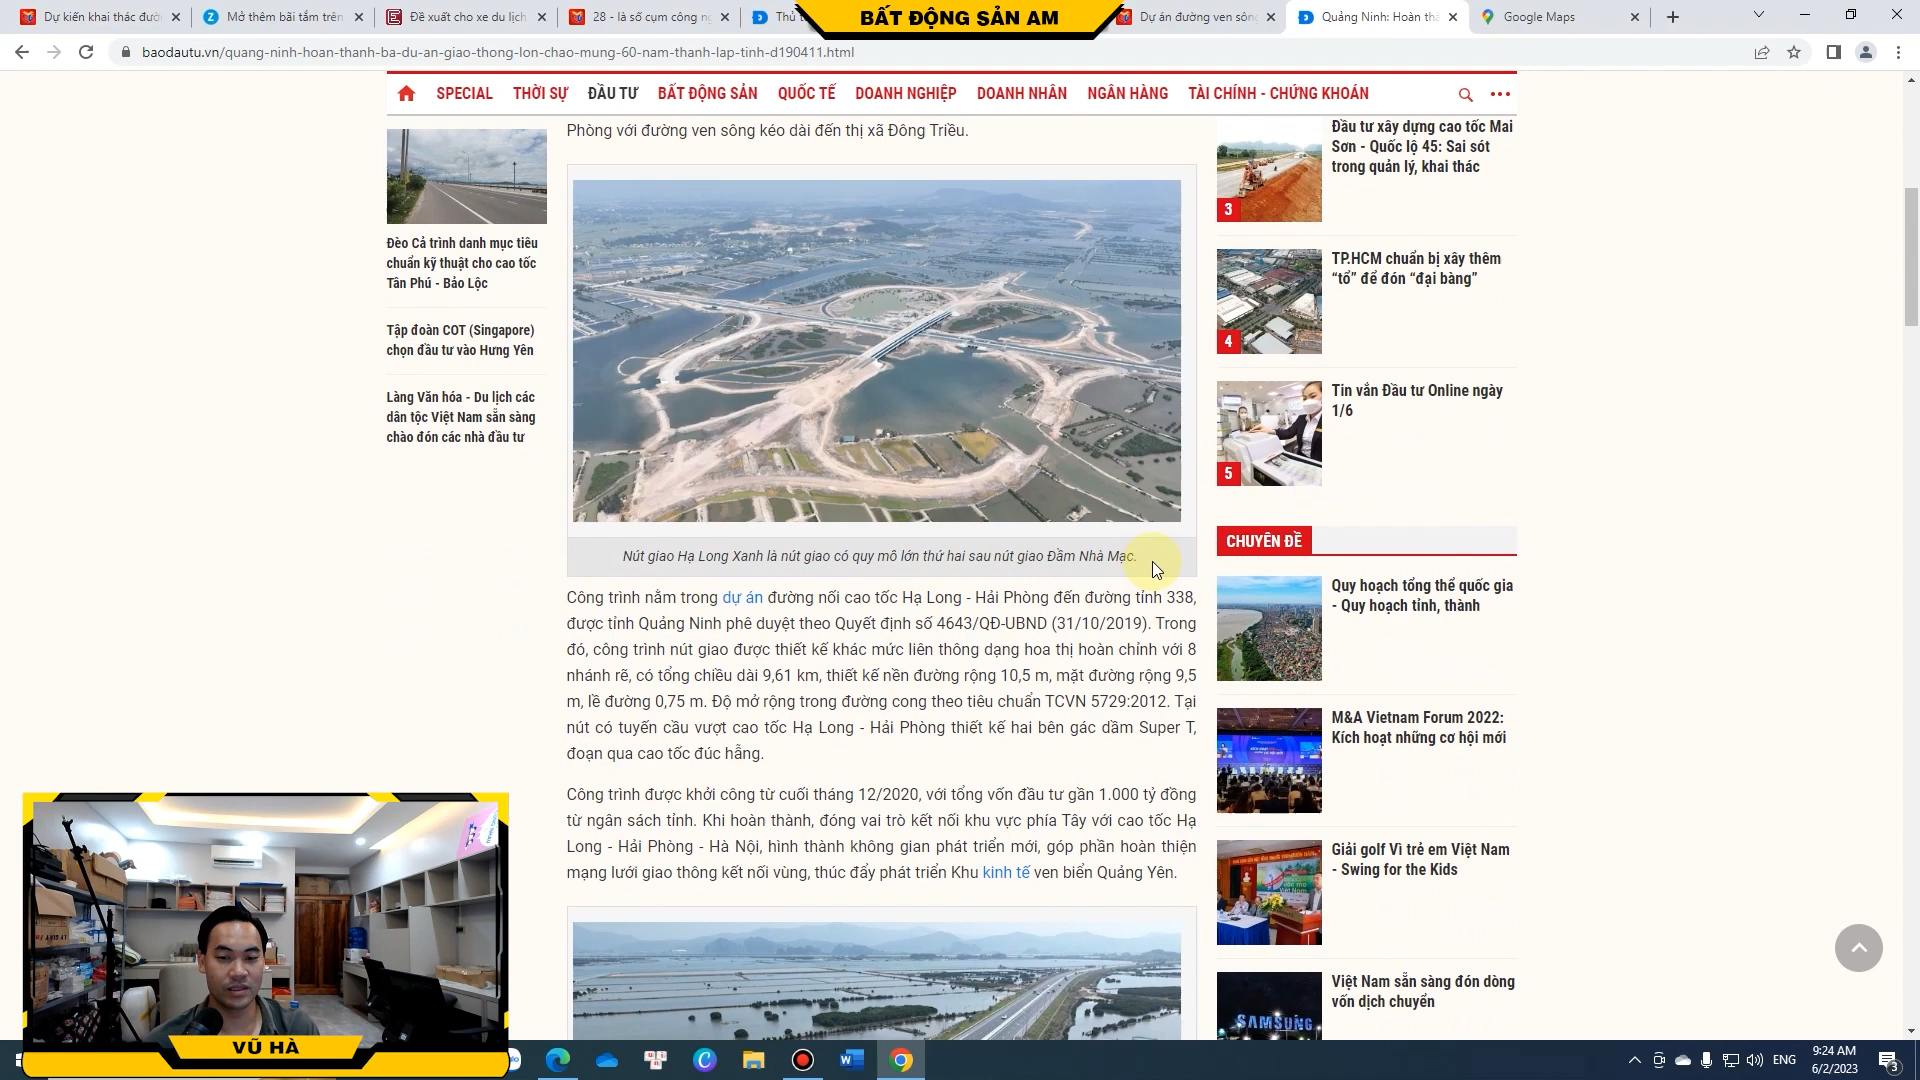 Dự kiến khai thác đườ
Mở thêm bãi tắm trên
Đề xuất cho xe du lịch
28 - là số cụm công n
Thủ t
BẤT ĐỘNG SẢN AM
Dự án đường ven sông
Quảng Ninh: Hoàn thà
Google Maps
baodautu.vn/quang-ninh-hoan-thanh-ba-du-an-giao-thong-lon-chao-mung-60-nam-thanh-lap-tinh-d190411.html
SPECIAL THỜI SỰ ĐẦU TƯ BẤT ĐỘNG SẢN QUỐC TẾ DOANH NGHIỆP DOANH NHÂN NGÂN HÀNG TÀI CHÍNH - CHỨNG KHOÁN
Đèo Cả trình danh mục tiêu
chuẩn kỹ thuật cho cao tốc
Tân Phú - Bảo Lộc
Tập đoàn COT (Singapore)
chọn đầu tư vào Hưng Yên
Làng Văn hóa - Du lịch các
dân tộc Việt Nam sẵn sàng
chào đón các nhà đầu tư
Phòng với đường ven sông kéo dài đến thị xã Đông Triều.
Nút giao Hạ Long Xanh là nút giao có quy mô lớn thứ hai sau nút giao Đầm Nhà Mạc.
Công trình nằm trong dự án đường nối cao tốc Hạ Long - Hải Phòng đến đường tỉnh 338,
được tỉnh Quảng Ninh phê duyệt theo Quyết định số 4643/QĐ-UBND (31/10/2019). Trong
đó, công trình nút giao được thiết kế khác mức liên thông dạng hoa thị hoàn chỉnh với 8
nhánh rẽ, có tổng chiều dài 9,61 km, thiết kế nền đường rộng 10,5 m, mặt đường rộng 9,5
m, lề đường 0,75 m. Độ mở rộng trong đường cong theo tiêu chuẩn TCVN 5729:2012. Tại
nút có tuyến cầu vượt cao tốc Hạ Long - Hải Phòng thiết kế hai bên gác dầm Super T,
đoạn qua cao tốc đúc hẫng.
Công trình được khởi công từ cuối tháng 12/2020, với tổng vốn đầu tư gần 1.000 tỷ đồng
từ ngân sách tỉnh. Khi hoàn thành, đóng vai trò kết nối khu vực phía Tây với cao tốc Hạ
Long - Hải Phòng - Hà Nội, hình thành không gian phát triển mới, góp phần hoàn thiện
mạng lưới giao thông kết nối vùng, thúc đẩy phát triển Khu kinh tế ven biển Quảng Yên.
Đầu tư xây dựng cao tốc Mai
Sơn - Quốc lộ 45: Sai sót
trong quản lý, khai thác
3
TP.HCM chuẩn bị xây thêm
“tổ” để đón “đại bàng”
4
Tin vắn Đầu tư Online ngày
1/6
5
CHUYÊN ĐỀ
Quy hoạch tổng thể quốc gia
- Quy hoạch tỉnh, thành
M&A Vietnam Forum 2022:
Kích hoạt những cơ hội mới
Giải golf Vì trẻ em Việt Nam
- Swing for the Kids
Việt Nam sẵn sàng đón dòng
vốn dịch chuyển
SAMSUNG
VŨ HÀ
ENG
9:24 AM
6/2/2023
3